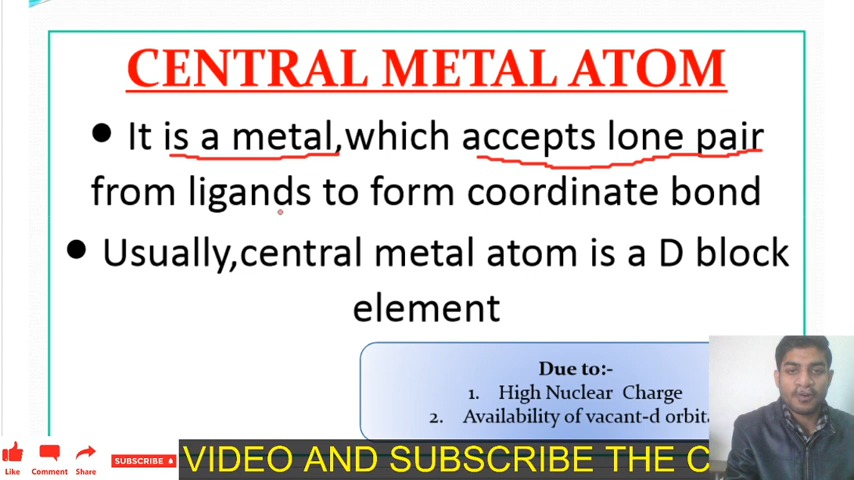 CENTRAL METAL ATOM
● It is a metal,which accepts lone pair
from ligands to form coordinate bond
● Usually,central metal atom is a D block
element
Due to:-
1. High Nuclear Charge
2. Availability of vacant-d orbit
Like
Comment
Share
SUBSCRIBE
VIDEO AND SUBSCRIBE THE C